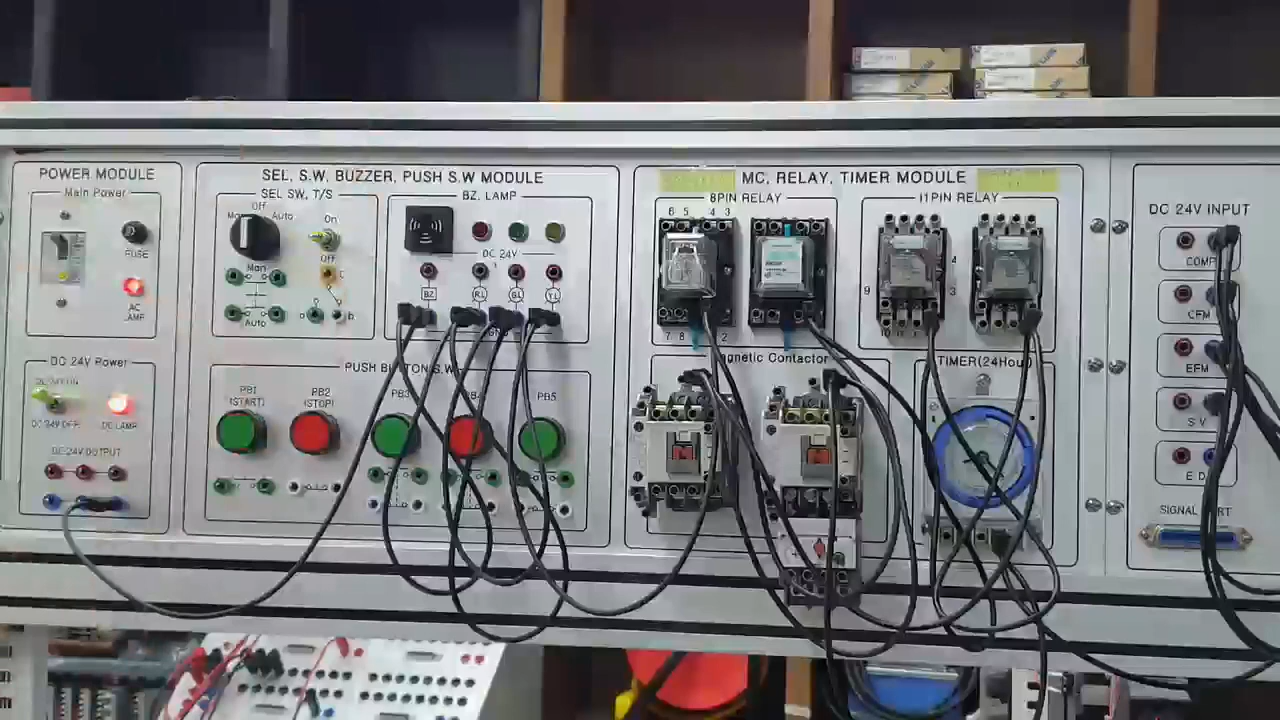 POWER MODULE
Main Power
FUSE
AC
LAMP
DC 24V Power
DC 24V OFF
DC LAMP
DC 24V OUTPUT
SEL, S.W, BUZZER, PUSH S.W MODULE
SEL SW, T/S
Off
Man
Auto
On
Off
Man
Auto
C
b
BZ, LAMP
DC 24V
BZ
RL
GL
YL
PUSH BUTTON S.W
PB1
(START)
PB2
(STOP)
PB3
PB4
PB5
MC, RELAY, TIMER MODULE
8PIN RELAY
6 5 4 3
7 8 2
11PIN RELAY
9
4
3
Magnetic Contactor
TIMER(24Hour)
DC 24V INPUT
COMP
CFM
EFM
S V
SIGNAL